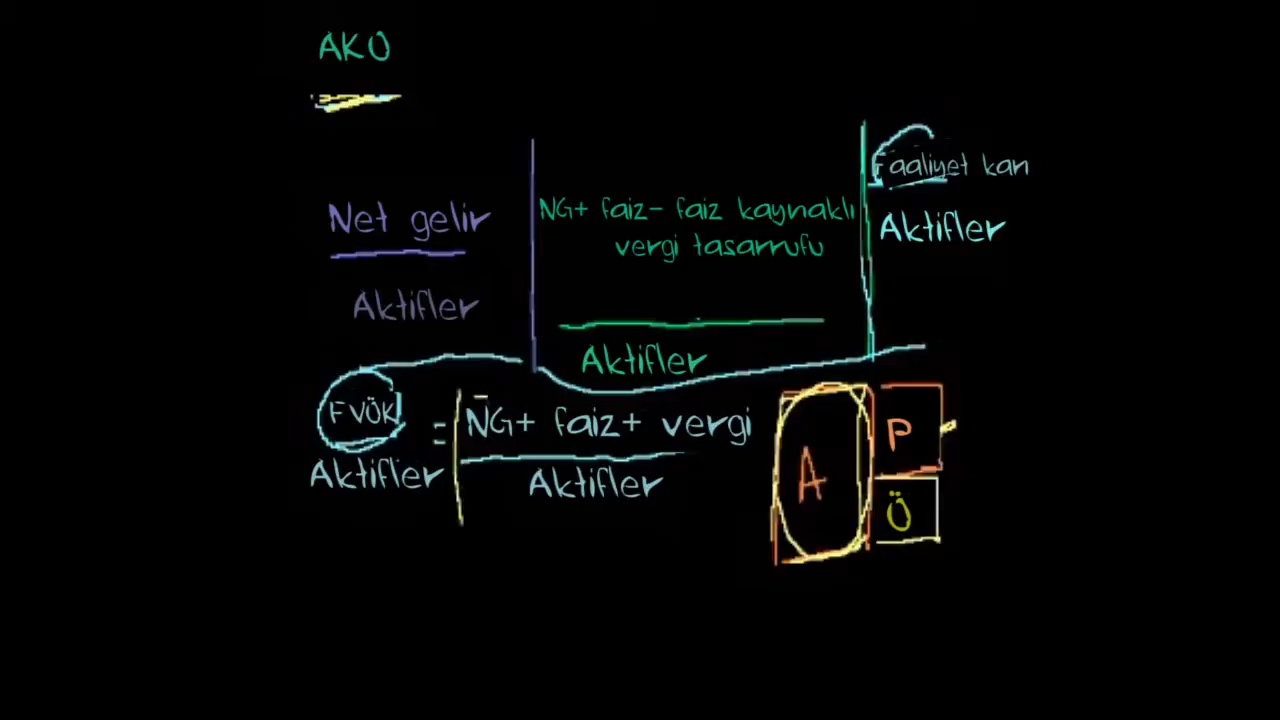 AKO
Net gelir
Aktifler
NG+ faiz- faiz kaynaklı
vergi tasarrufu
Aktifler
Faaliyet karı
Aktifler
FVÖK
Aktifler
=
NG+ faiz+ vergi
Aktifler
A
P
Ö